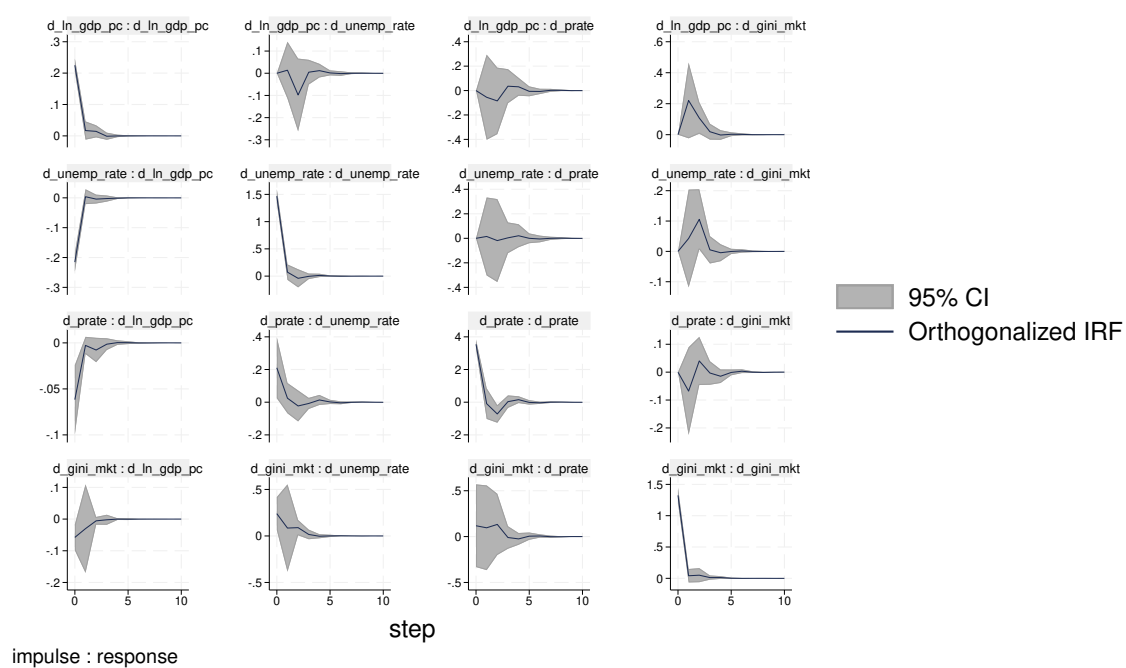 d_ln_gdp_pc : d_ln_gdp_pc
d_ln_gdp_pc : d_unemp_rate
d_ln_gdp_pc : d_prate
d_ln_gdp_pc : d_gini_mkt
.3
.2
.1
0
.1
0
-.1
-.2
-.3
.4
.2
0
-.2
-.4
.6
.4
.2
0
d_unemp_rate : d_ln_gdp_pc
d_unemp_rate : d_unemp_rate
d_unemp_rate : d_prate
d_unemp_rate : d_gini_mkt
0
-.1
-.2
-.3
1.5
1
.5
0
.4
.2
0
-.2
-.4
.2
.1
0
-.1
d_prate : d_ln_gdp_pc
d_prate : d_unemp_rate
d_prate : d_prate
d_prate : d_gini_mkt
0
-.05
-.1
.4
.2
0
-.2
4
2
0
-2
.1
0
-.1
-.2
d_gini_mkt : d_ln_gdp_pc
d_gini_mkt : d_unemp_rate
d_gini_mkt : d_prate
d_gini_mkt : d_gini_mkt
.1
0
-.1
-.2
.5
0
-.5
.5
0
-.5
1.5
1
.5
0
0 5 10
0 5 10
0 5 10
0 5 10
step
95% CI
Orthogonalized IRF
impulse : response